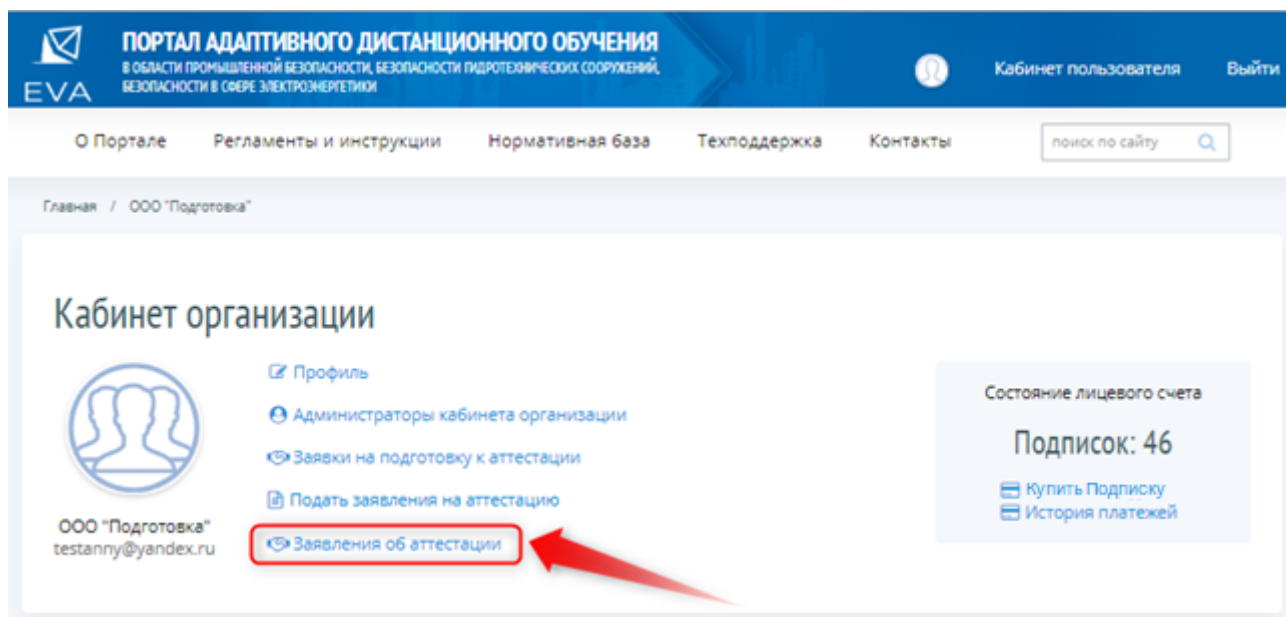 ПОРТАЛ АДАПТИВНОГО ДИСТАНЦИОННОГО ОБУЧЕНИЯ
В ОБЛАСТИ ПРОМЫШЛЕННОЙ БЕЗОПАСНОСТИ, БЕЗОПАСНОСТИ ГИДРОТЕХНИЧЕСКИХ СООРУЖЕНИЙ,
БЕЗОПАСНОСТИ В СФЕРЕ ЭЛЕКТРОЭНЕРГЕТИКИ
EVA
Кабинет пользователя Выйти
О Портале Регламенты и инструкции Нормативная база Техподдержка Контакты поиск по сайту
Главная / ООО "Подготовка"
Кабинет организации
Профиль
Администраторы кабинета организации
Заявки на подготовку к аттестации
Подать заявления на аттестацию
Заявления об аттестации
ООО "Подготовка"
testanny@yandex.ru
Состояние лицевого счета
Подписок: 46
Купить Подписку
История платежей